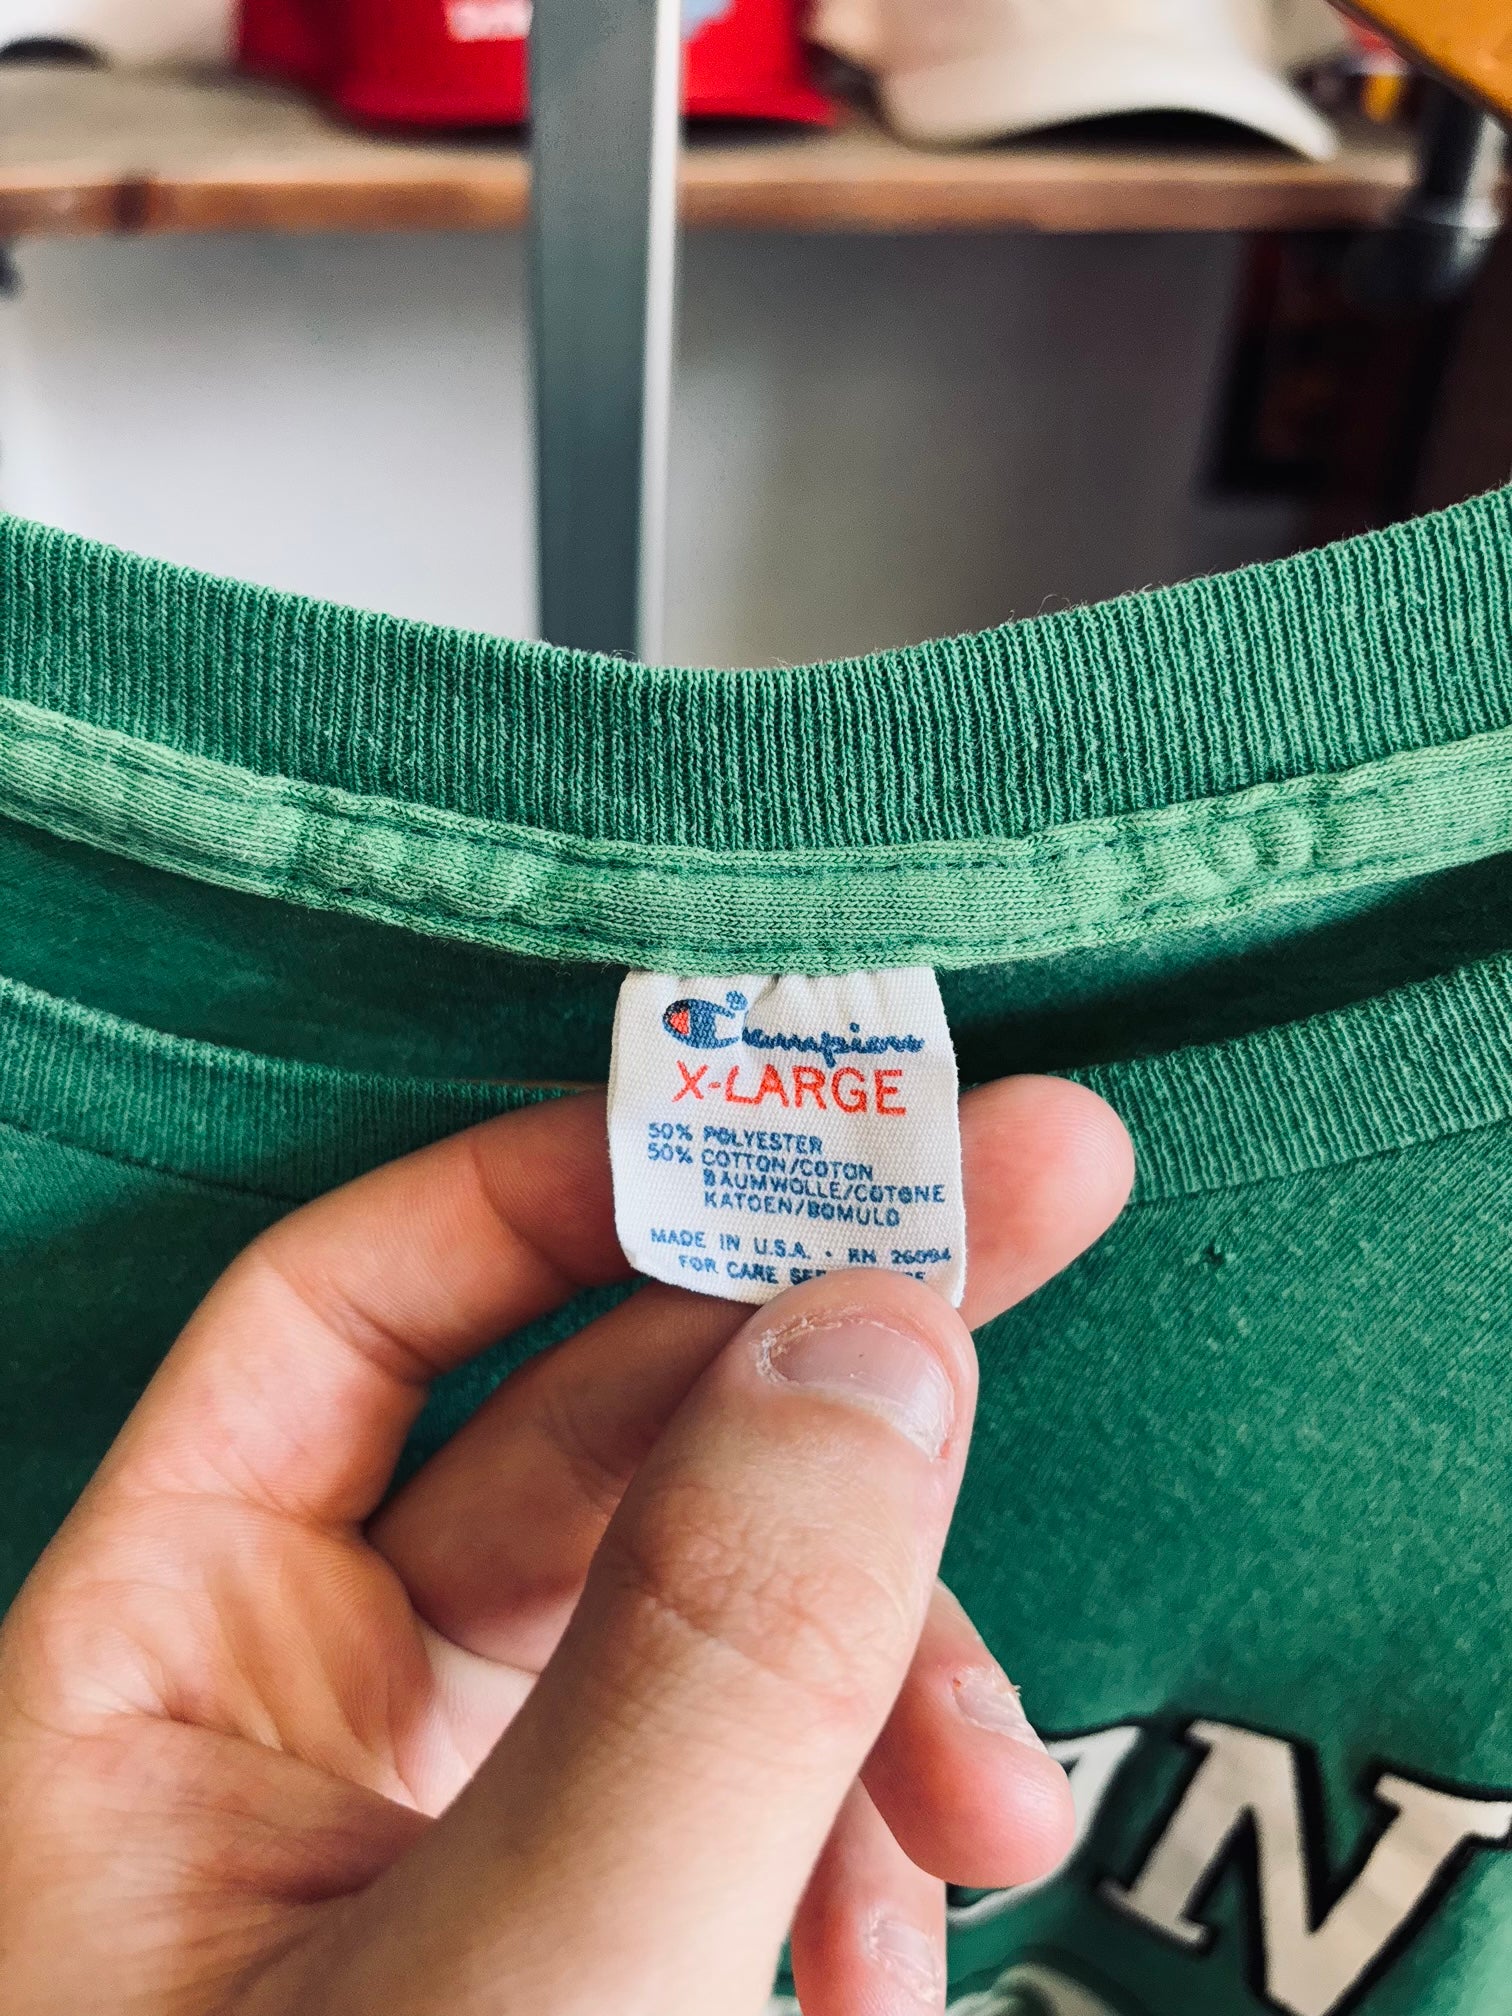 Champion
X-LARGE
50% POLYESTER
50% COTTON/COTON
BAUMWOLLE/COTONE
KATOEN/BOMULD
MADE IN U.S.A. • RN 26094
FOR CARE SEE
N